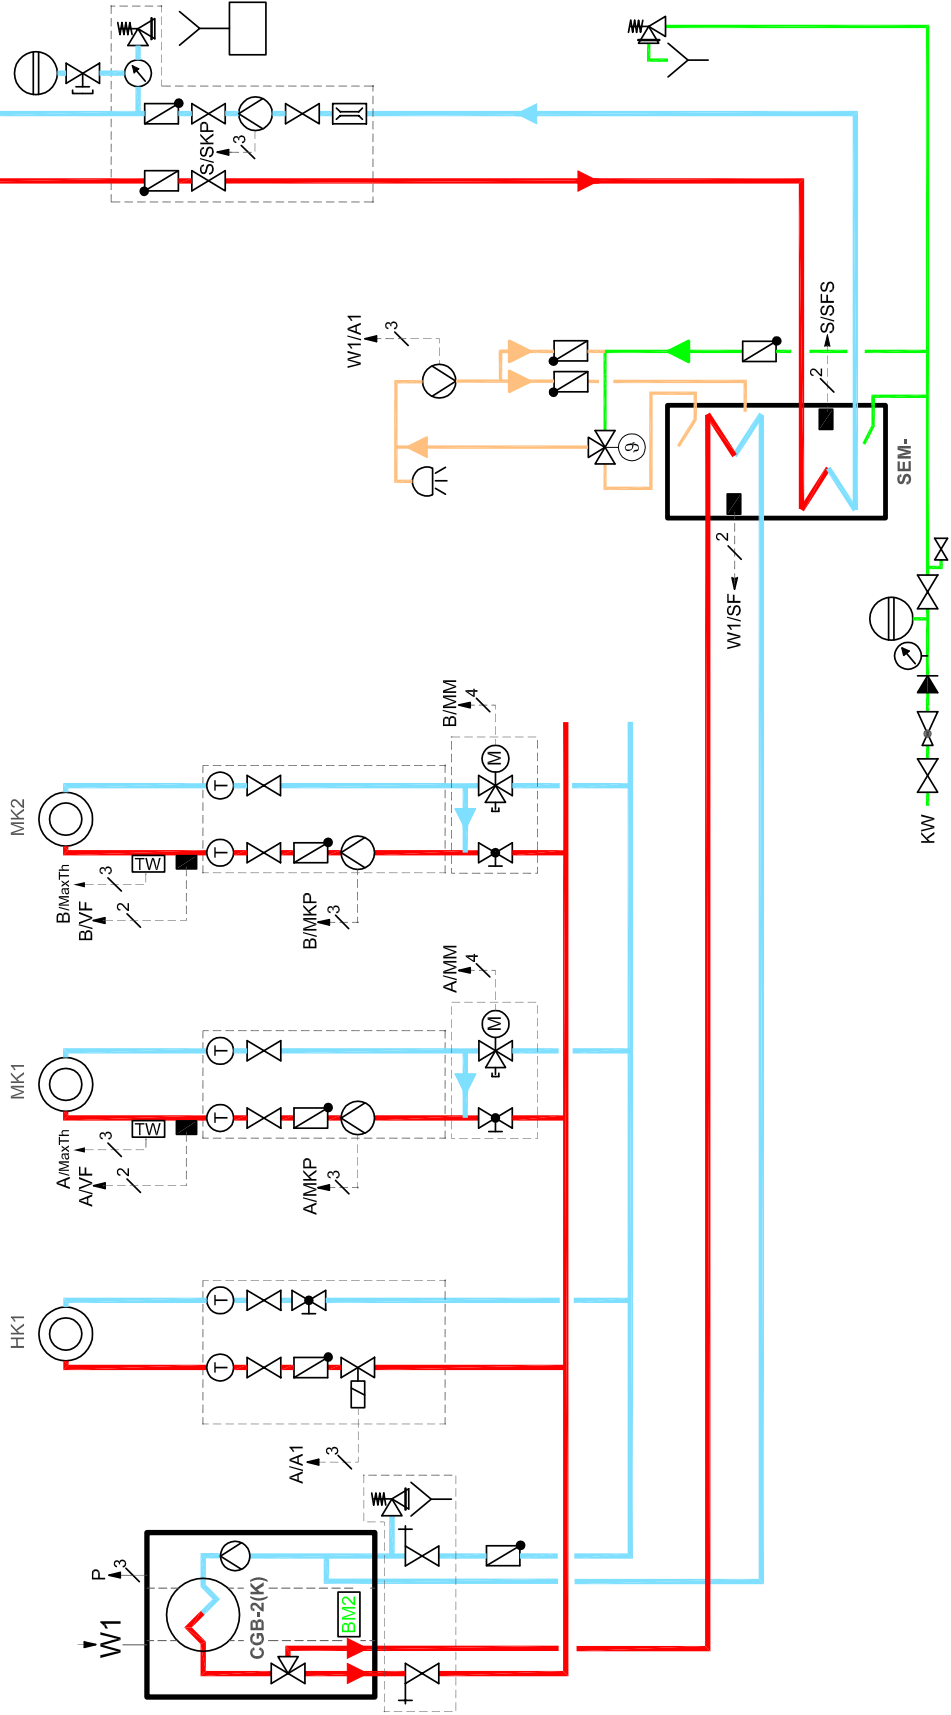 S/SKP
3
W1/A1
3
S/SFS
2
ϑ
SEM-
2
W1/SF
KW
MK2
B/MaxTh
3
TW
B/VF
2
T
T
B/MKP
3
B/MM
4
M
MK1
A/MaxTh
3
TW
A/VF
2
T
T
A/MKP
3
A/MM
4
M
HK1
T
T
A/A1
3
P
3
W1
CGB-2(K)
BM2